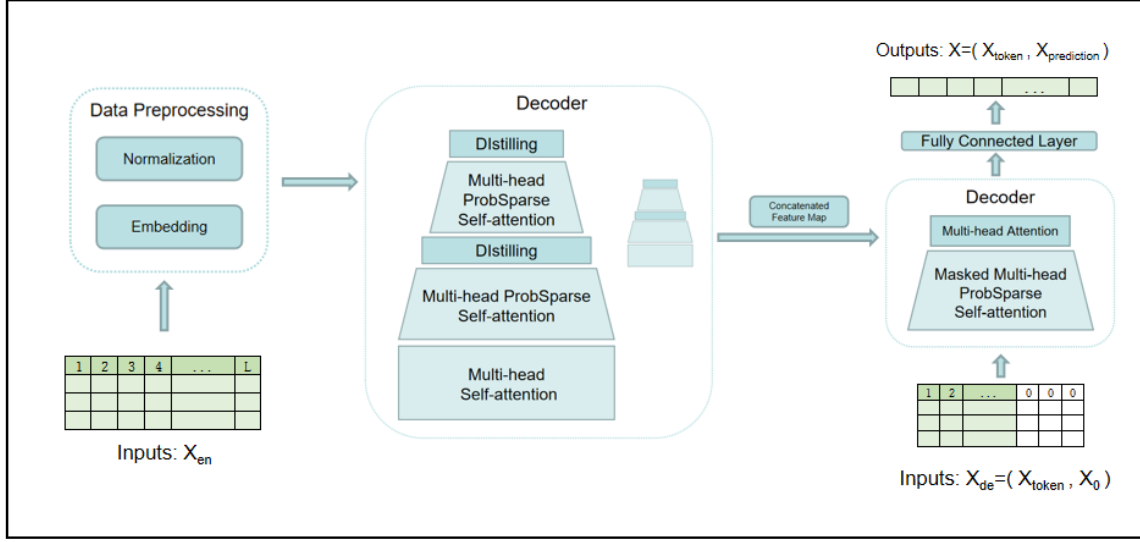 Data Preprocessing
Normalization
Embedding
1 2 3 4 ... L
Inputs: Xen
Decoder
DIstilling
Multi-head
ProbSparse
Self-attention
DIstilling
Multi-head ProbSparse
Self-attention
Multi-head
Self-attention
Concatenated
Feature Map
Outputs: X=( Xtoken , Xprediction )
...
Fully Connected Layer
Decoder
Multi-head Attention
Masked Multi-head
ProbSparse
Self-attention
1 2 ... 0 0 0
Inputs: Xde=( Xtoken , X0 )